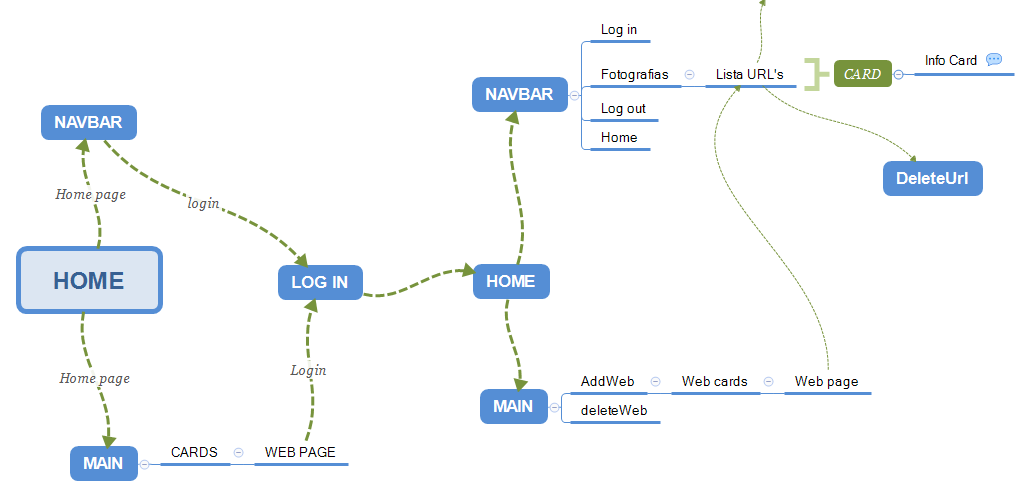 Log in
Info Card
Fotografias
Lista URL's
CARD
NAVBAR
Log out
NAVBAR
Home
DeleteUrl
Home page
login
HOME
LOG IN
HOME
Home page
Login
AddWeb
Web cards
Web page
MAIN
deleteWeb
CARDS
WEB PAGE
MAIN